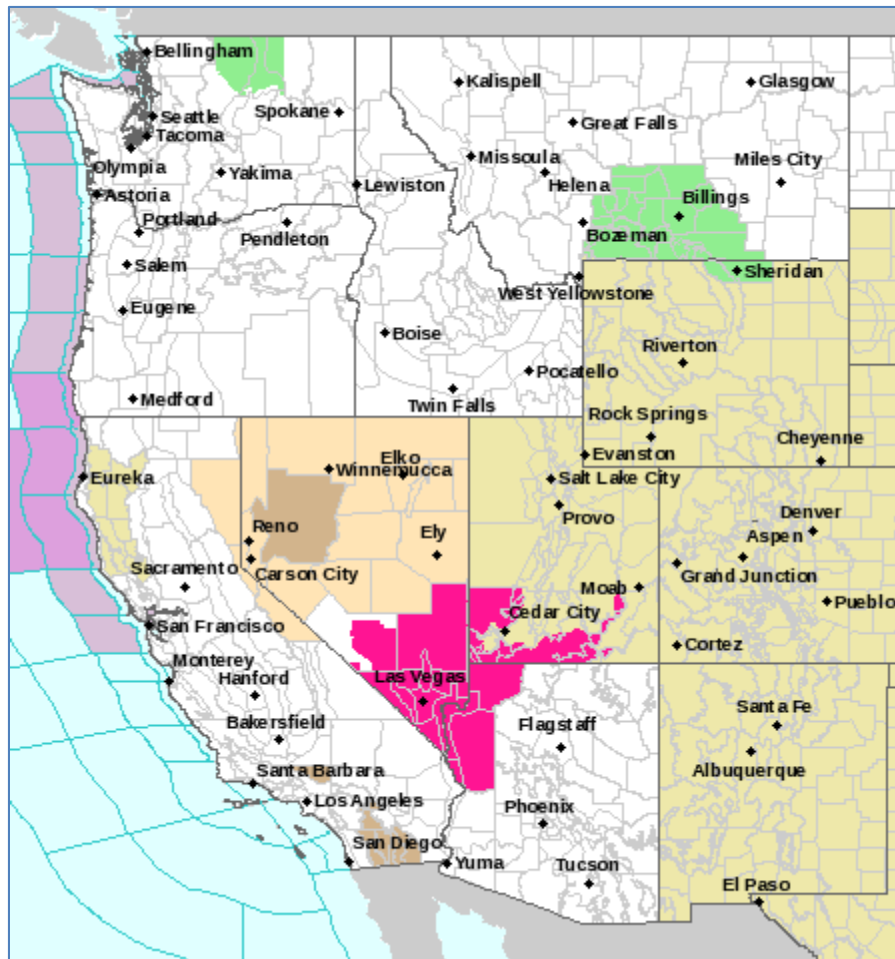 Bellingham
Kalispell
Glasgow
Seattle
Spokane
Great Falls
Tacoma
Olympia
Missoula
Miles City
Yakima
Lewiston
Helena
Astoria
Billings
Portland
Pendleton
Bozeman
Salem
Sheridan
West Yellowstone
Eugene
Boise
Riverton
Pocatello
Medford
Twin Falls
Rock Springs
Cheyenne
Elko
Evanston
Winnemucca
Eureka
Salt Lake City
Provo
Denver
Reno
Ely
Aspen
Sacramento
Carson City
Grand Junction
Moab
Pueblo
Cedar City
San Francisco
Cortez
Monterey
Hanford
Las Vegas
Santa Fe
Bakersfield
Flagstaff
Albuquerque
Santa Barbara
Los Angeles
Phoenix
San Diego
Yuma
Tucson
El Paso